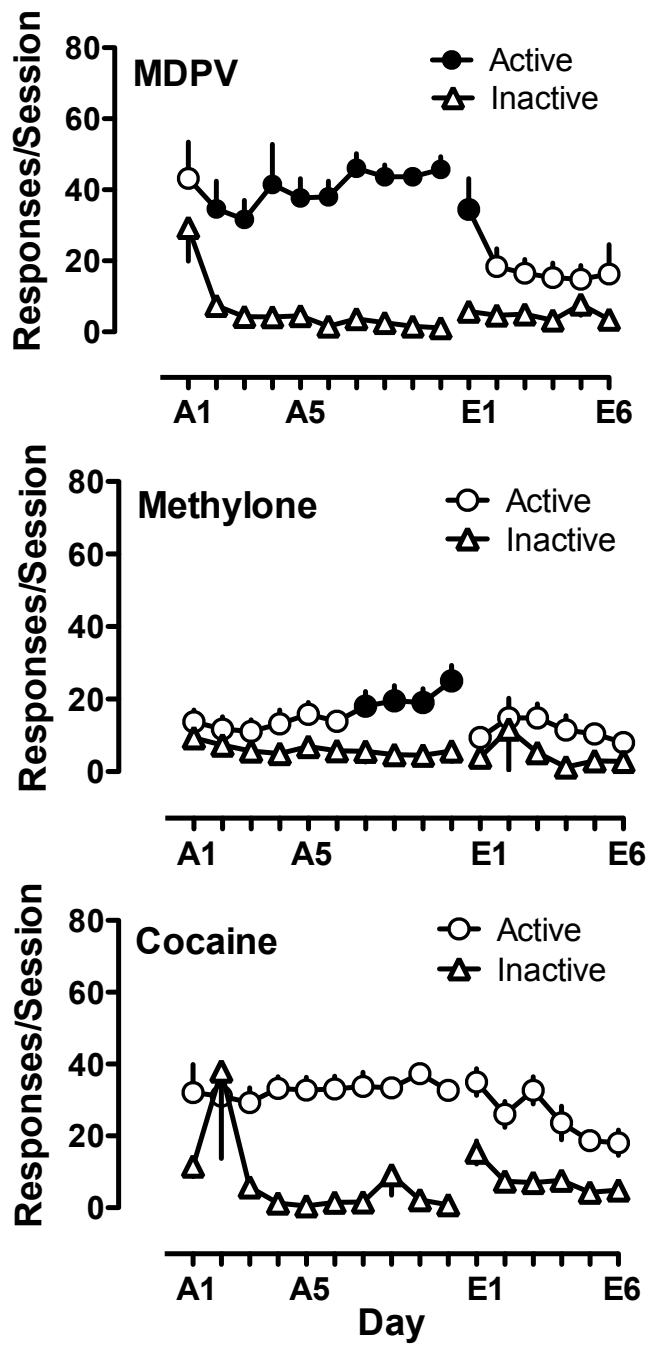 MDPV
Active
Inactive
Responses/Session
80
60
40
20
0
A1 A5 E1 E6
Methylone
Active
Inactive
Responses/Session
80
60
40
20
0
A1 A5 E1 E6
Cocaine
Active
Inactive
Responses/Session
80
60
40
20
0
A1 A5 E1 E6
Day